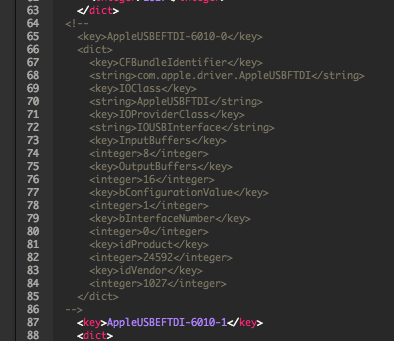 63 </dict>
64 <!--
65 <key>AppleUSBEFTDI-6010-0</key>
66 <dict>
67 <key>CFBundleIdentifier</key>
68 <string>com.apple.driver.AppleUSBFTDI</string>
69 <key>IOClass</key>
70 <string>AppleUSBFTDI</string>
71 <key>IOProviderClass</key>
72 <string>IOUSBInterface</string>
73 <key>InputBuffers</key>
74 <integer>8</integer>
75 <key>OutputBuffers</key>
76 <integer>16</integer>
77 <key>bConfigurationValue</key>
78 <integer>1</integer>
79 <key>bInterfaceNumber</key>
80 <integer>0</integer>
81 <key>idProduct</key>
82 <integer>24592</integer>
83 <key>idVendor</key>
84 <integer>1027</integer>
85 </dict>
86 -->
87 <key>AppleUSBEFTDI-6010-1</key>
88 <dict>